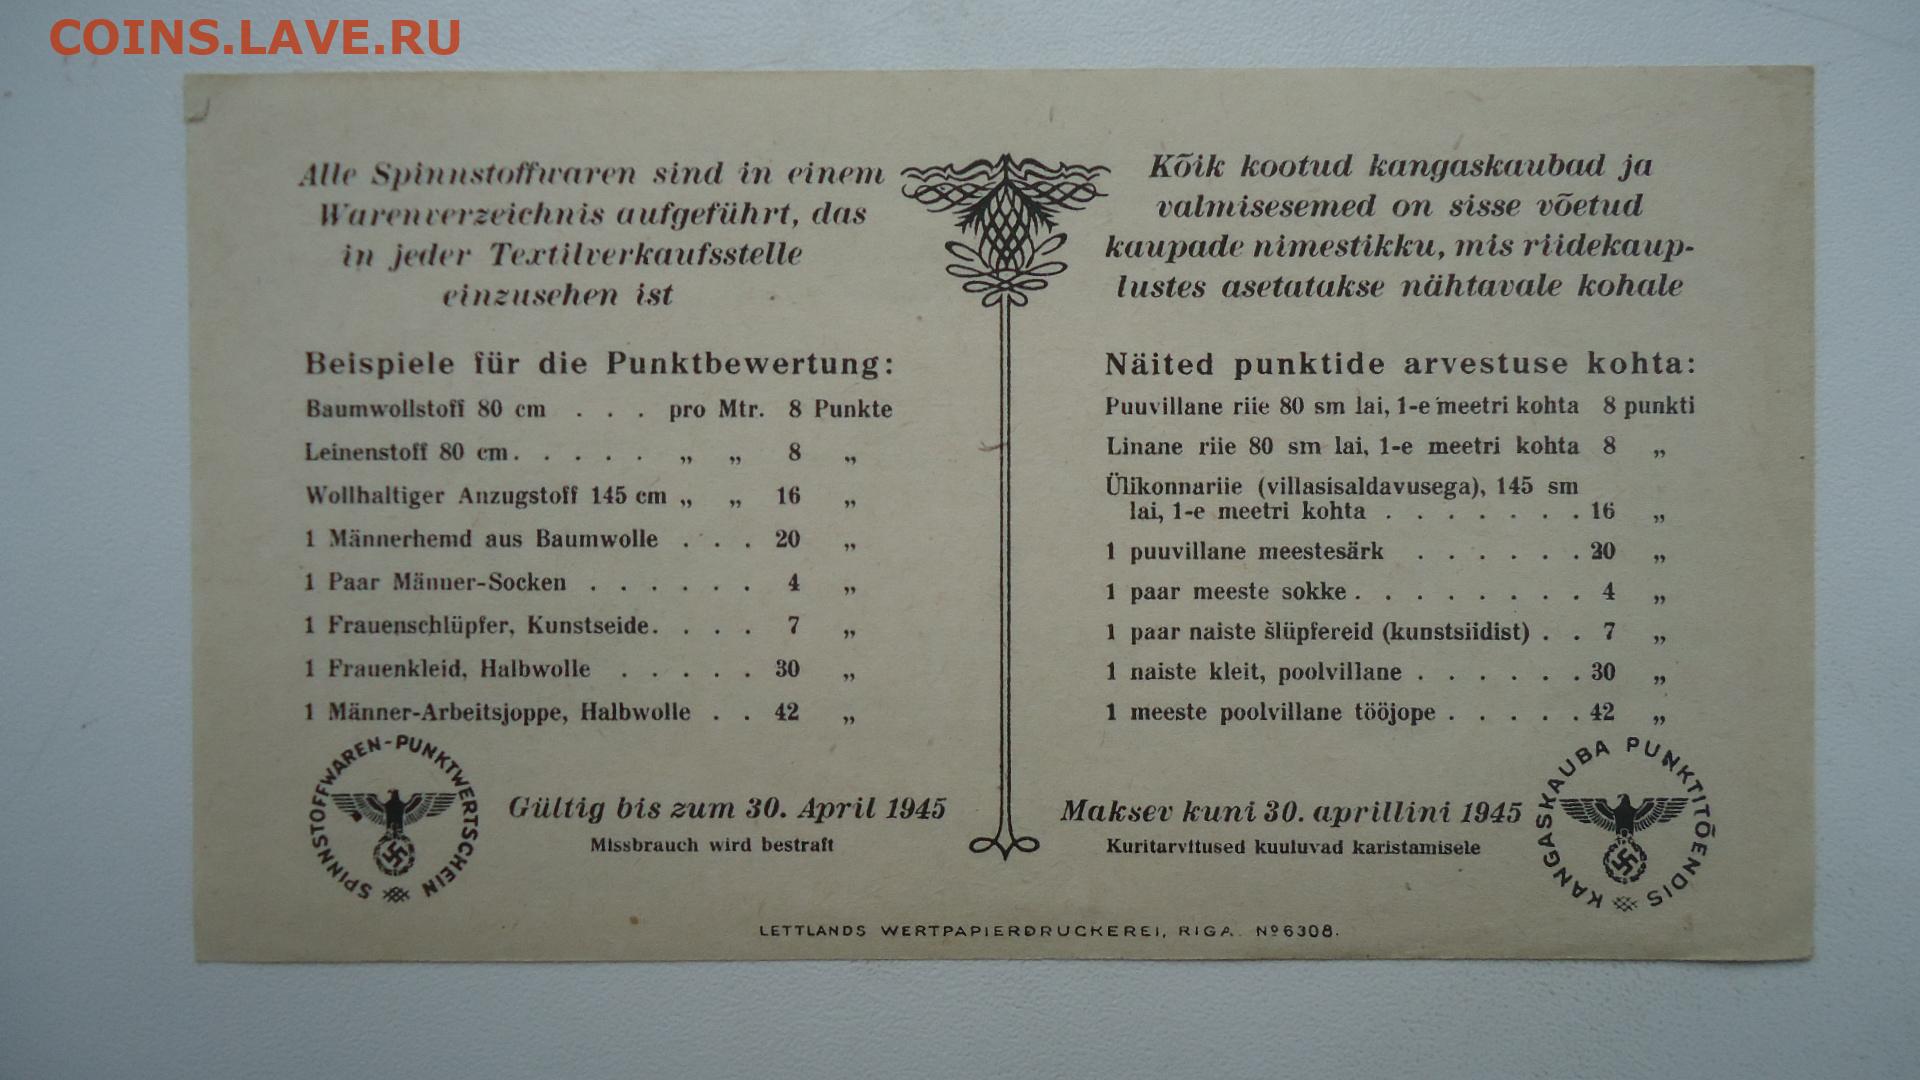 COINS.LAVE.RU
Alle Spinnstoffwaren sind in einem
Warenverzeichnis aufgeführt, das
in jeder Textilverkaufsstelle
einzusehen ist
Beispiele für die Punktbewertung:
Baumwollstoff 80 cm . . . pro Mtr. 8 Punkte
Leinenstoff 80 cm. . . . . „ „ 8 „
Wollhaltiger Anzugstoff 145 cm „ „ 16 „
1 Männerhemd aus Baumwolle . . . 20 „
1 Paar Männer-Socken . . . . . . 4 „
1 Frauenschlüpfer, Kunstseide. . . . 7 „
1 Frauenkleid, Halbwolle . . . . . 30 „
1 Männer-Arbeitsjoppe, Halbwolle . . 42 „
SPINNSTOFFWAREN-PUNKTWERTSCHEIN
Gültig bis zum 30. April 1945
Missbrauch wird bestraft
Kõik kootud kangaskaubad ja
valmisesemed on sisse võetud
kaupade nimestikku, mis riidekaup-
lustes asetatakse nähtavale kohale
Näited punktide arvestuse kohta:
Puuvillane riie 80 sm lai, 1-e meetri kohta 8 punkti
Linane riie 80 sm lai, 1-e meetri kohta 8 „
Ülikonnariie (villasisaldavusega), 145 sm
lai, 1-e meetri kohta . . . . . . . 16 „
1 puuvillane meestesärk . . . . . . 20 „
1 paar meeste sokke . . . . . . . . 4 „
1 paar naiste šlüpfereid (kunstsiidist) . . 7 „
1 naiste kleit, poolvillane . . . . . . 30 „
1 meeste poolvillane tööjope . . . . . 42 „
Maksev kuni 30. aprillini 1945
Kuritarvitused kuuluvad karistamisele
KANGASKAUBA PUNKTITÕENDIS
LETTLANDS WERTPAPIERDRUCKEREI, RIGA. Nº 6308.